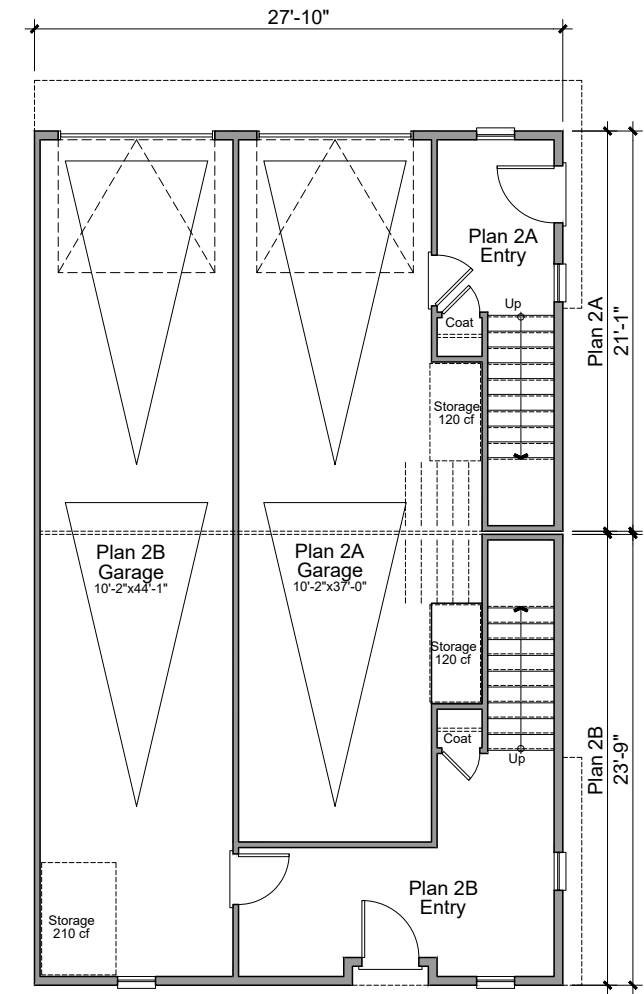 27'-10"
Plan 2A
Entry
Up
Coat
Storage
120 cf
Plan 2A
21'-1"
Plan 2B
Garage
10'-2"x44'-1"
Plan 2A
Garage
10'-2"x37'-0"
Storage
120 cf
Coat
Up
Plan 2B
23'-9"
Plan 2B
Entry
Storage
210 cf